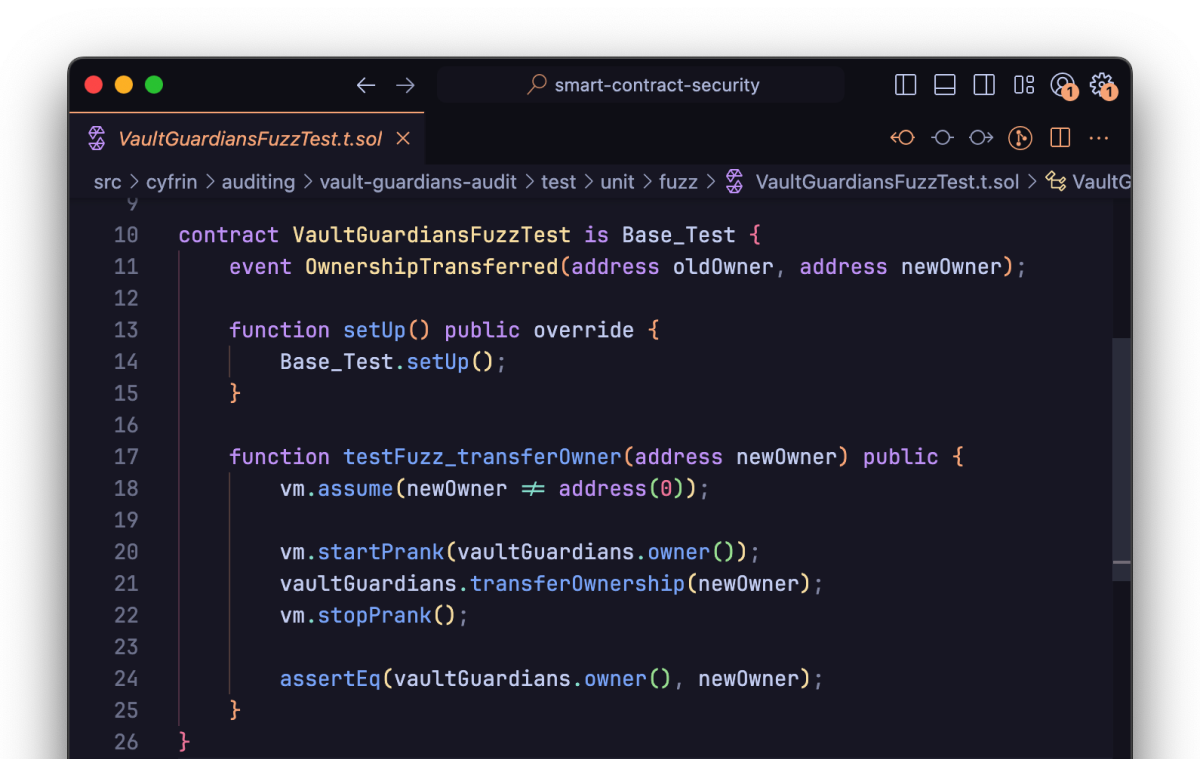 smart-contract-security
1
1
VaultGuardiansFuzzTest.t.sol
src > cyfrin > auditing > vault-guardians-audit > test > unit > fuzz > VaultGuardiansFuzzTest.t.sol > VaultG
9
10 contract VaultGuardiansFuzzTest is Base_Test {
11 event OwnershipTransferred(address oldOwner, address newOwner);
12
13 function setUp() public override {
14 Base_Test.setUp();
15 }
16
17 function testFuzz_transferOwner(address newOwner) public {
18 vm.assume(newOwner ≠ address(0));
19
20 vm.startPrank(vaultGuardians.owner());
21 vaultGuardians.transferOwnership(newOwner);
22 vm.stopPrank();
23
24 assertEq(vaultGuardians.owner(), newOwner);
25 }
26 }